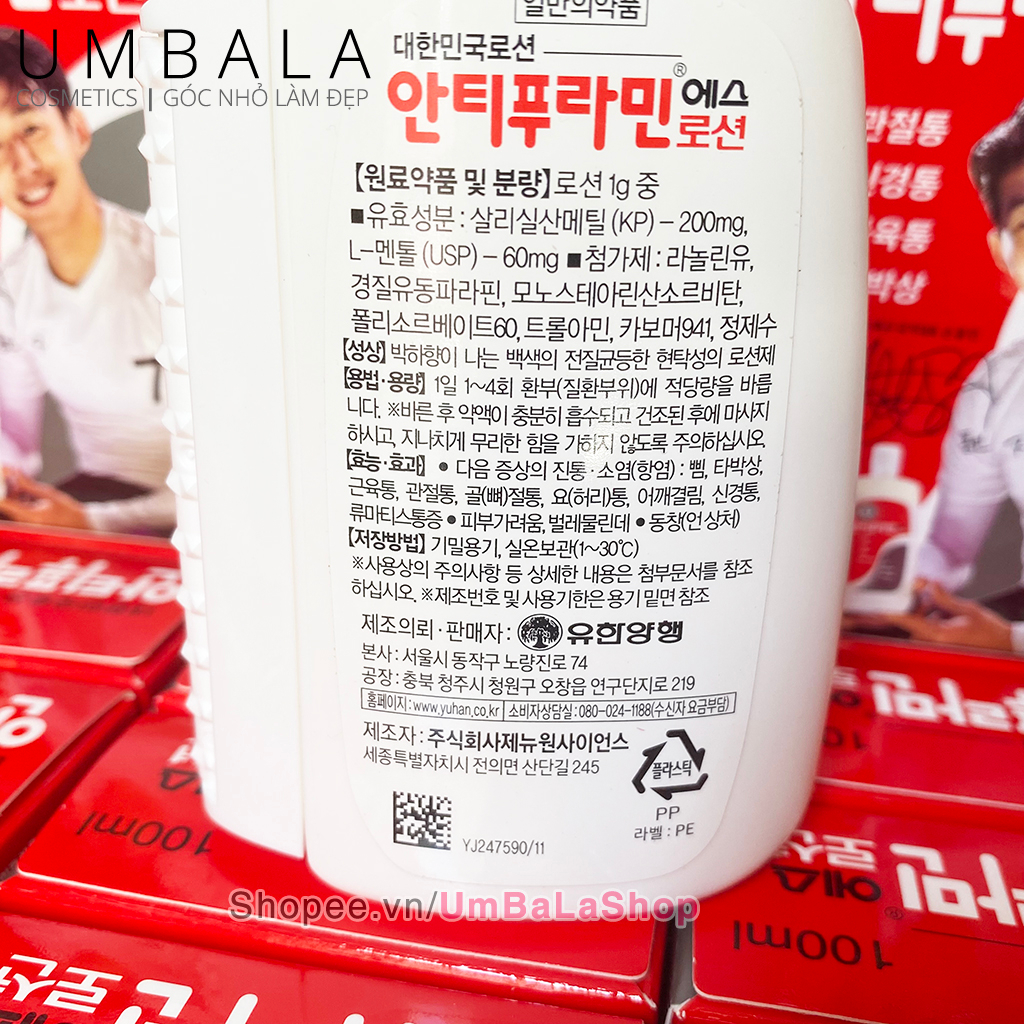 UMBALA
COSMETICS | GÓC NHỎ LÀM ĐẸP
일반의약품
대한민국로션
안티푸라민® 에스
로션
【원료약품 및 분량】 로션 1g 중
■유효성분 : 살리실산메틸 (KP) – 200mg,
L-멘톨 (USP) – 60mg ■첨가제 : 라놀린유,
경질유동파라핀, 모노스테아린산소르비탄,
폴리소르베이트60, 트롤아민, 카보머941, 정제수
【성상】 박하향이 나는 백색의 전질균등한 현탁성의 로션제
【용법·용량】 1일 1~4회 환부(질환부위)에 적당량을 바릅
니다. ※바른 후 약액이 충분히 흡수되고 건조된 후에 마사지
하시고, 지나치게 무리한 힘을 가하지 않도록 주의하십시오.
【효능·효과】 • 다음 증상의 진통·소염(항염) : 삠, 타박상,
근육통, 관절통, 골(뼈)절통, 요(허리)통, 어깨결림, 신경통,
류마티스통증 • 피부가려움, 벌레물린데 • 동창(언 상처)
【저장방법】 기밀용기, 실온보관(1~30℃)
※사용상의 주의사항 등 상세한 내용은 첨부문서를 참조
하십시오. ※제조번호 및 사용기한은 용기 밑면 참조
제조의뢰·판매자 : 유한양행
본사 : 서울시 동작구 노량진로 74
공장 : 충북 청주시 청원구 오창읍 연구단지로 219
홈페이지 : www.yuhan.co.kr 소비자상담실 : 080-024-1188(수신자 요금부담)
제조자 : 주식회사제뉴원사이언스
세종특별자치시 전의면 산단길 245
플라스틱
PP
라벨 : PE
YJ247590/11
관절통
신경통
근육통
타박상
100ml
100ml
에스
Shopee.vn/UmBaLaShop